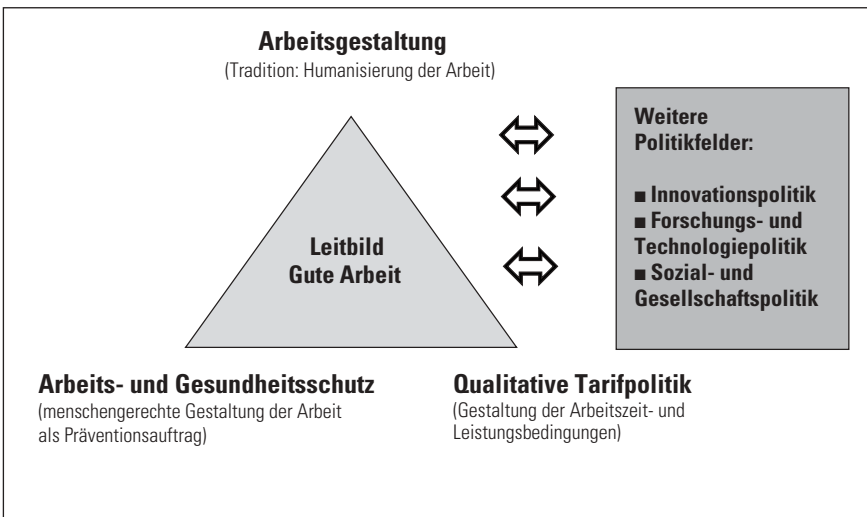 Arbeitsgestaltung
(Tradition: Humanisierung der Arbeit)
Leitbild
Gute Arbeit
Weitere
Politikfelder:
■ Innovationspolitik
■ Forschungs- und
Technologiepolitik
■ Sozial- und
Gesellschaftspolitik
Arbeits- und Gesundheitsschutz
(menschengerechte Gestaltung der Arbeit
als Präventionsauftrag)
Qualitative Tarifpolitik
(Gestaltung der Arbeitszeit- und
Leistungsbedingungen)